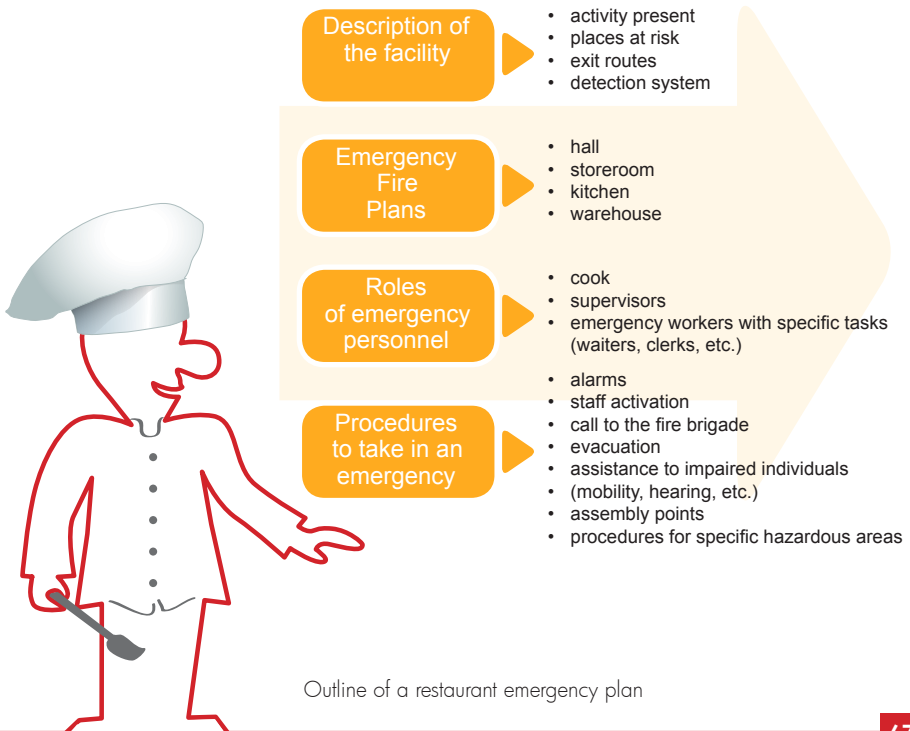 Description of
the facility
• activity present
• places at risk
• exit routes
• detection system
Emergency
Fire
Plans
• hall
• storeroom
• kitchen
• warehouse
Roles
of emergency
personnel
• cook
• supervisors
• emergency workers with specific tasks
(waiters, clerks, etc.)
Procedures
to take in an
emergency
• alarms
• staff activation
• call to the fire brigade
• evacuation
• assistance to impaired individuals
• (mobility, hearing, etc.)
• assembly points
• procedures for specific hazardous areas
Outline of a restaurant emergency plan